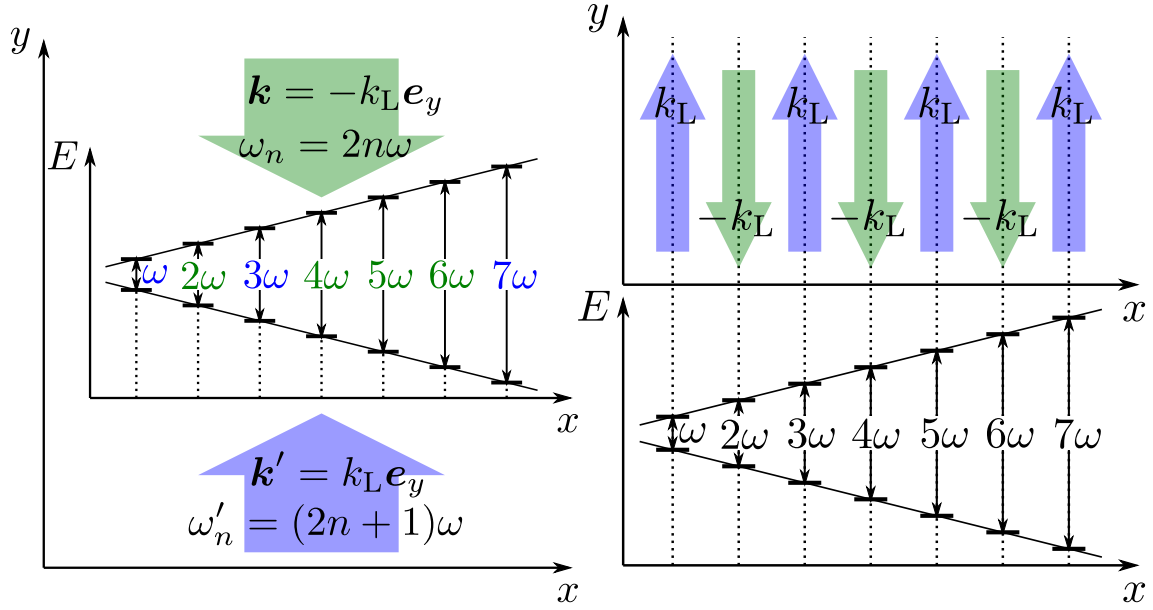 y
k = −k_L e_y
ω_n = 2nω
E
ω 2ω 3ω 4ω 5ω 6ω 7ω
x
k′ = k_L e_y
ω′_n = (2n + 1)ω
x
y
k_L k_L k_L k_L
−k_L −k_L −k_L
x
E
ω 2ω 3ω 4ω 5ω 6ω 7ω
x